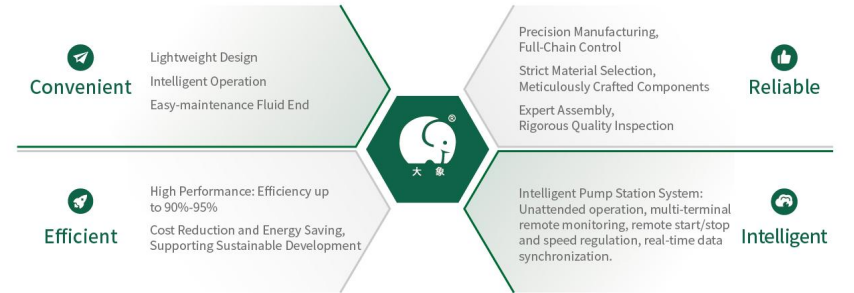 Convenient
Lightweight Design
Intelligent Operation
Easy-maintenance Fluid End
Precision Manufacturing,
Full-Chain Control
Strict Material Selection,
Meticulously Crafted Components
Expert Assembly,
Rigorous Quality Inspection
Reliable
®
大 象
Efficient
High Performance: Efficiency up
to 90%-95%
Cost Reduction and Energy Saving,
Supporting Sustainable Development
Intelligent Pump Station System:
Unattended operation, multi-terminal
remote monitoring, remote start/stop
and speed regulation, real-time data
synchronization.
Intelligent